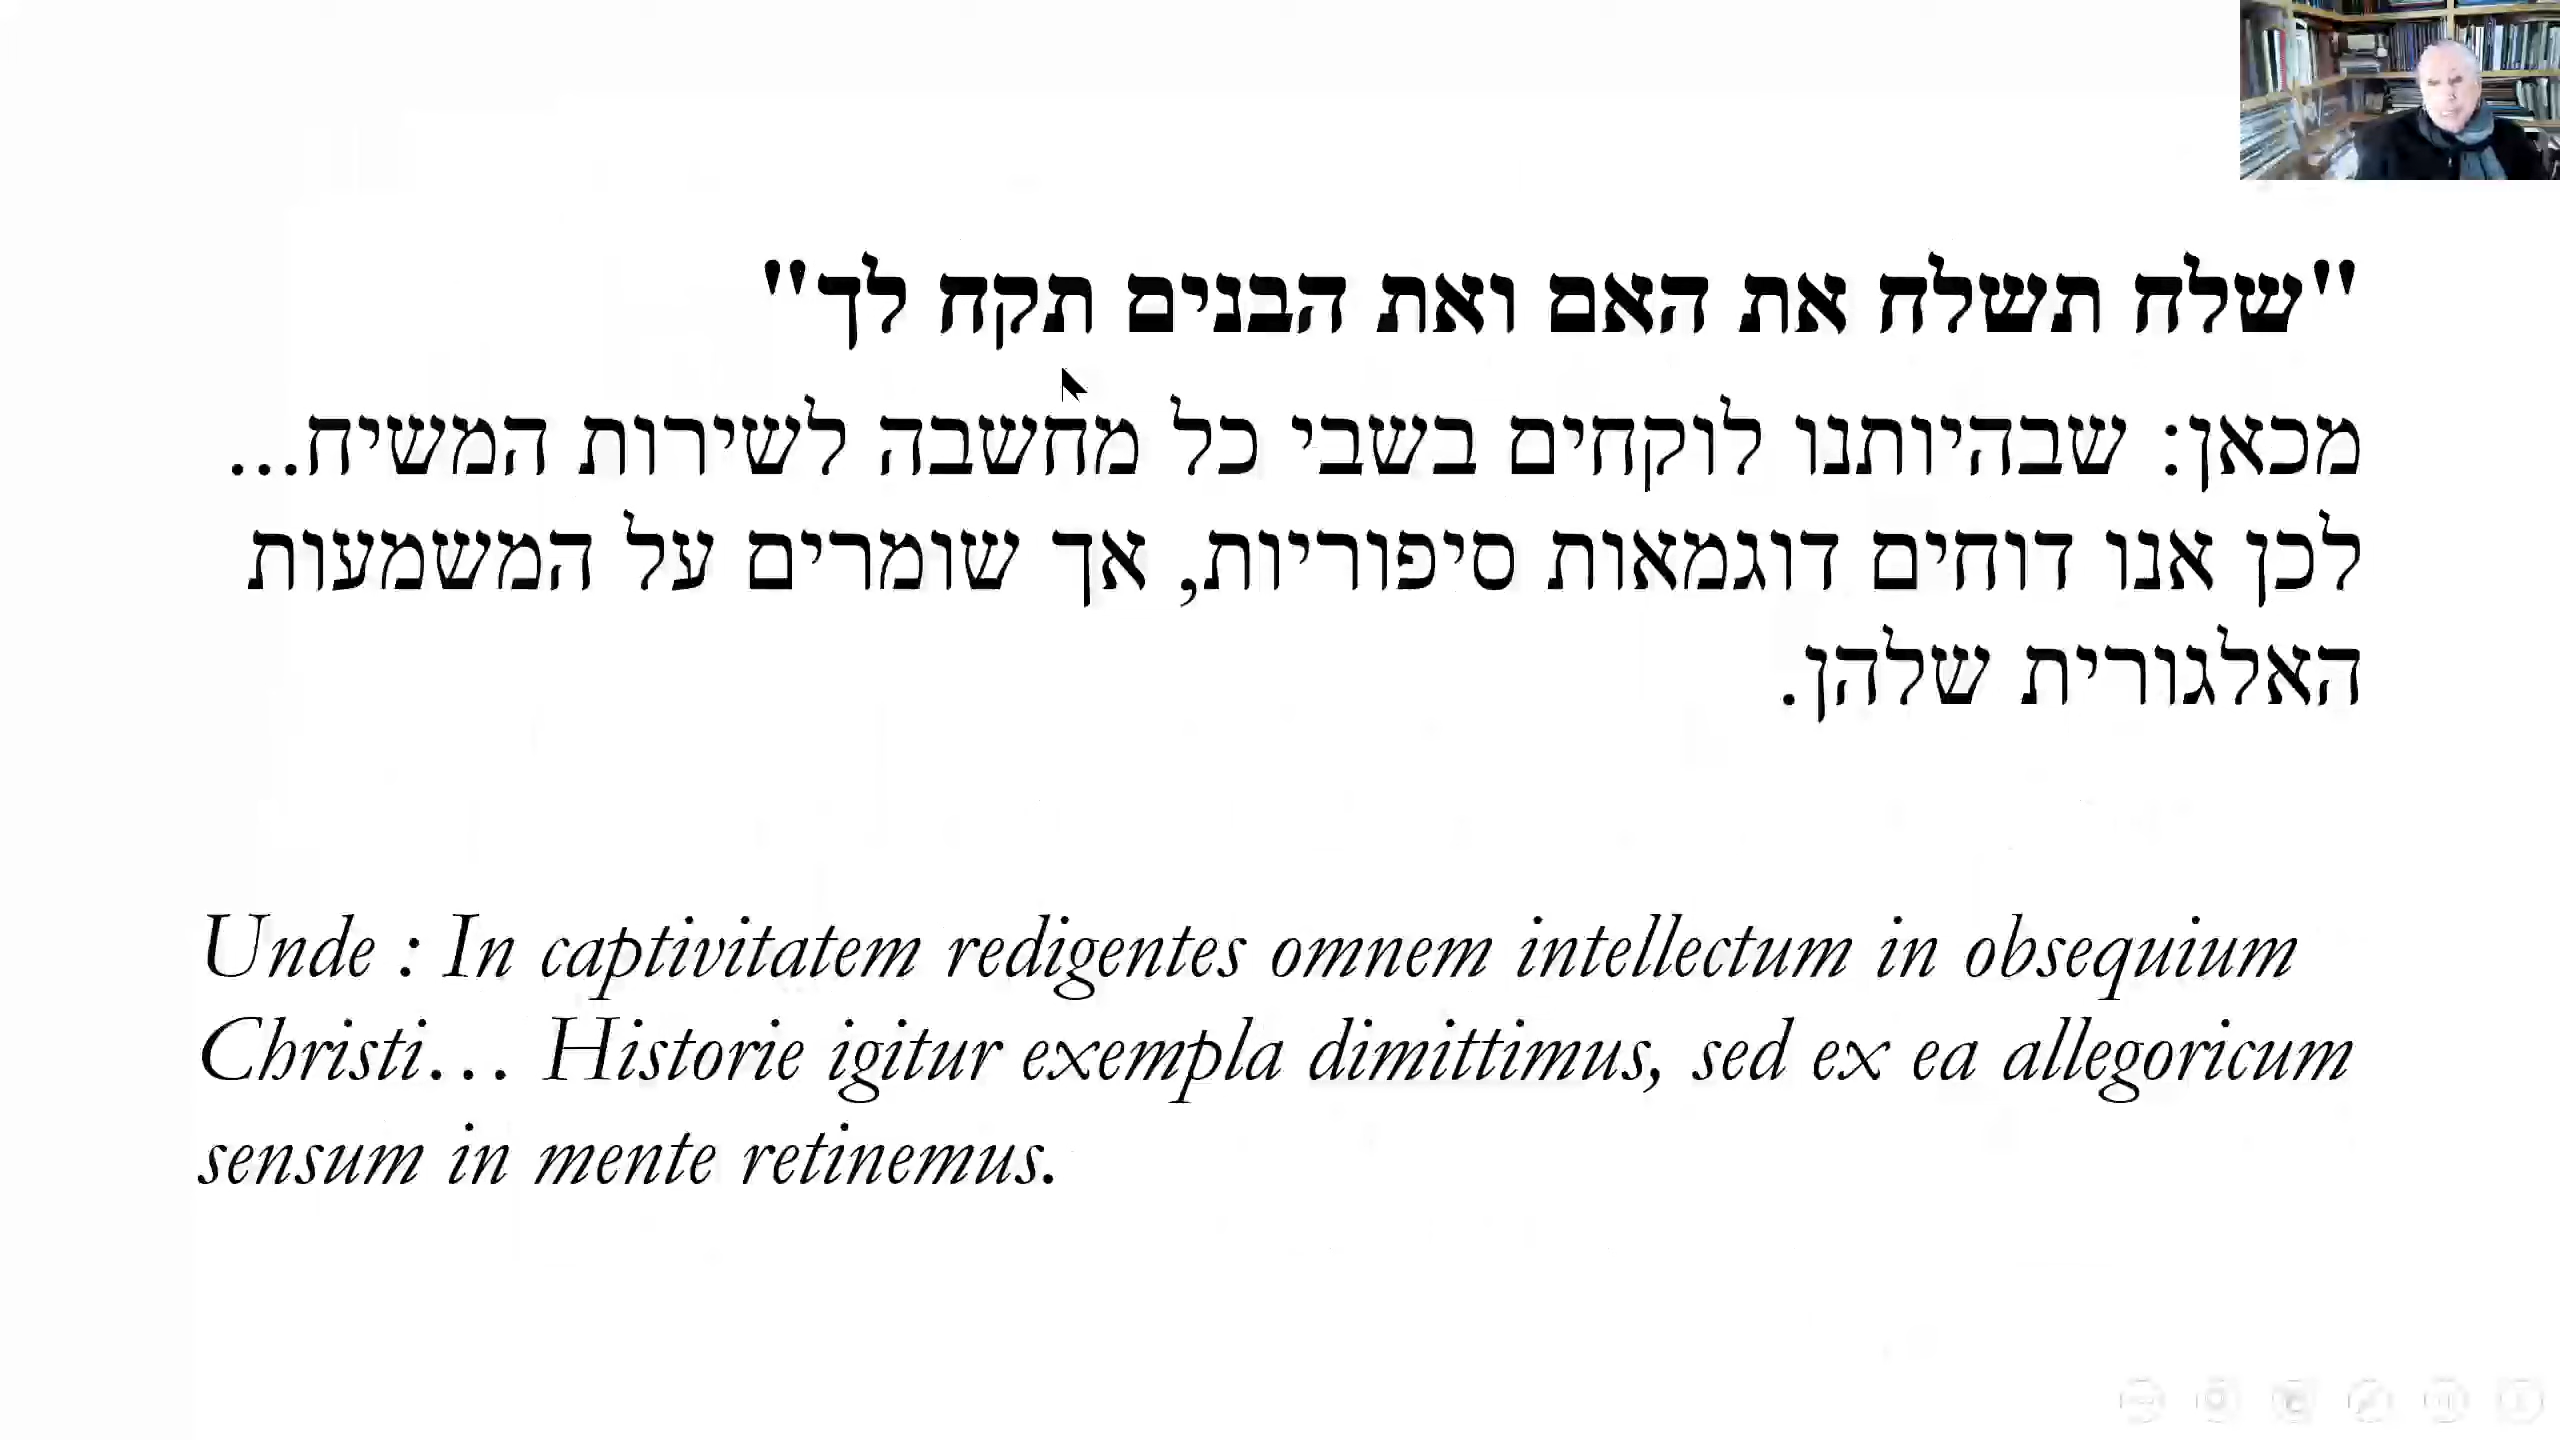 "שלח תשלח את האם ואת הבנים תקח לך"
מכאן: שבהיותנו לוקחים בשבי כל מחשבה לשירות המשיח...
לכן אנו דוחים דוגמאות סיפוריות, אך שומרים על המשמעות
האלגורית שלהן.
Unde : In captivitatem redigentes omnem intellectum in obsequium
Christi… Historie igitur exempla dimittimus, sed ex ea allegoricum
sensum in mente retinemus.